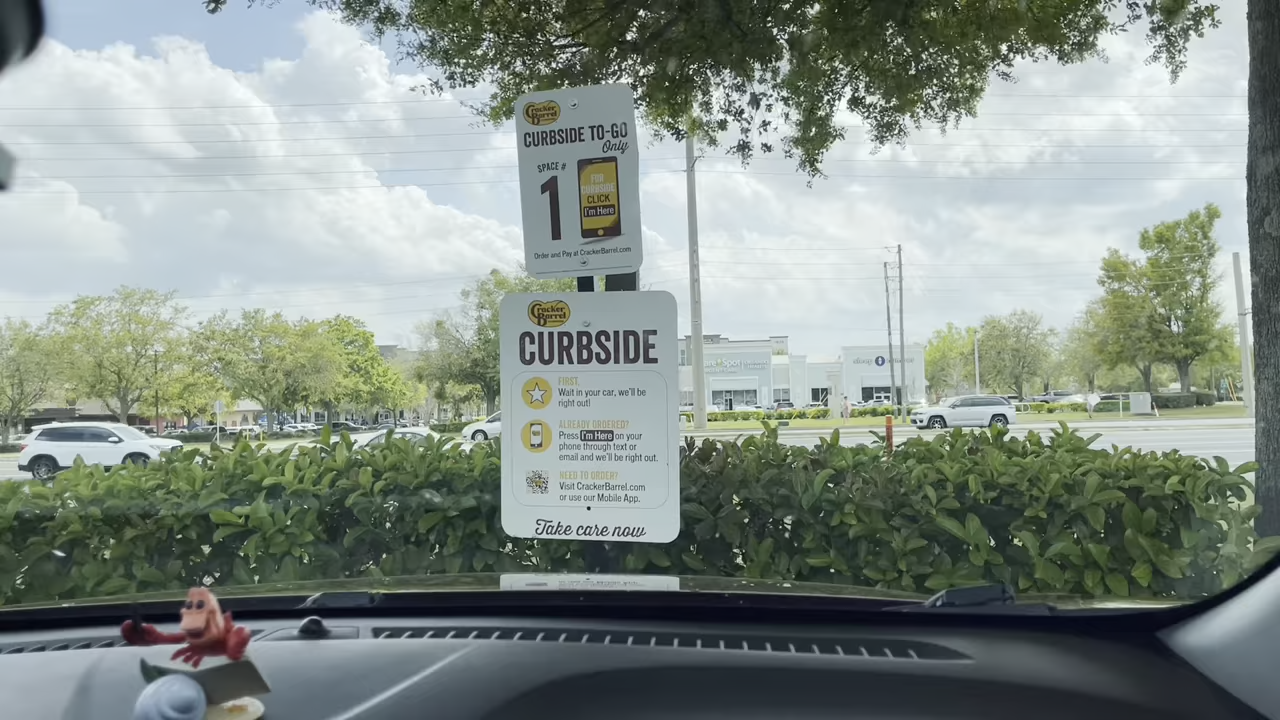 Cracker
Barrel
CURBSIDE TO-GO
Only
SPACE #
1
FOR
CURBSIDE
CLICK
I'm Here
Order and Pay at CrackerBarrel.com
Cracker
Barrel
CURBSIDE
FIRST,
Wait in your car, we'll be
right out!
ALREADY ORDERED?
Press I'm Here on your
phone through text or
email and we'll be right out.
NEED TO ORDER?
Visit CrackerBarrel.com
or use our Mobile App.
Take care now